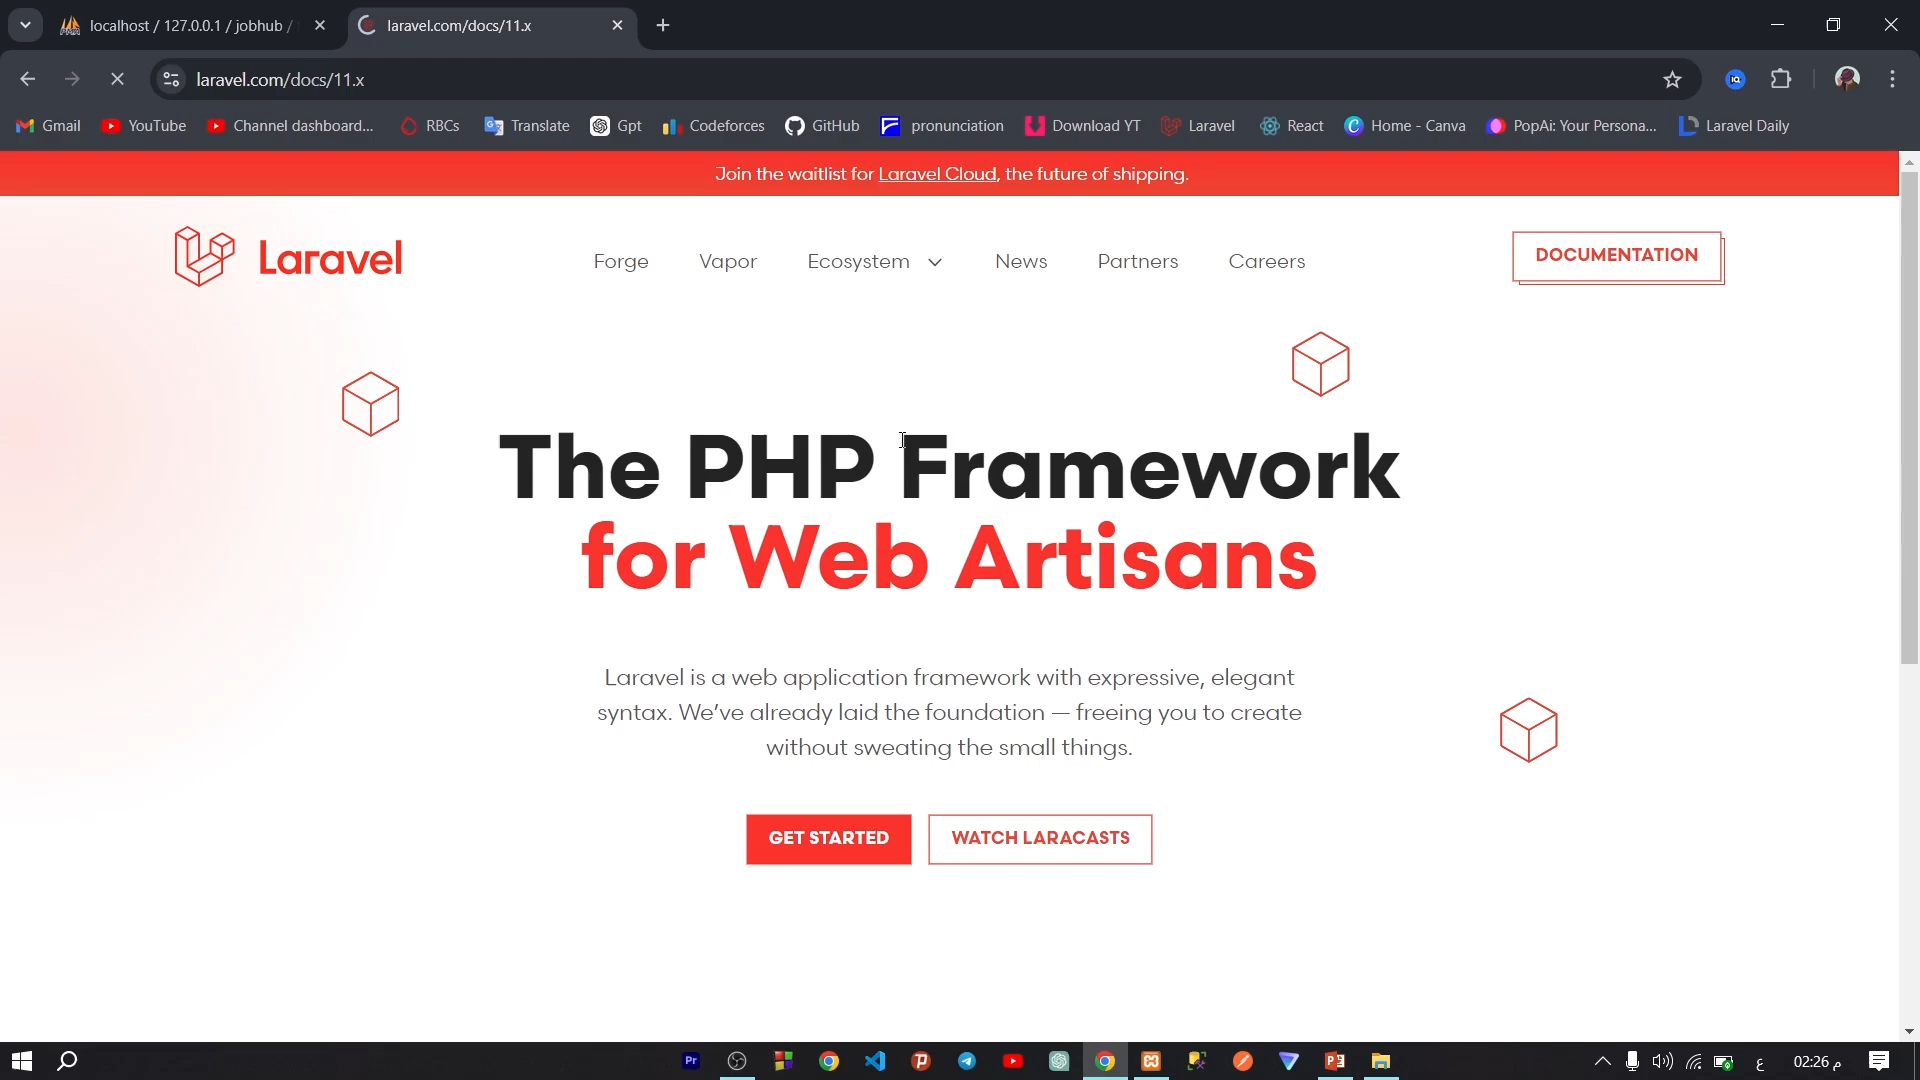 localhost / 127.0.0.1 / jobhub /
laravel.com/docs/11.x
laravel.com/docs/11.x
Gmail
YouTube
Channel dashboard...
RBCs
Translate
Gpt
Codeforces
GitHub
pronunciation
Download YT
Laravel
React
Home - Canva
PopAi: Your Persona...
Laravel Daily
Join the waitlist for Laravel Cloud, the future of shipping.
Laravel
Forge
Vapor
Ecosystem
News
Partners
Careers
DOCUMENTATION
The PHP Framework
for Web Artisans
Laravel is a web application framework with expressive, elegant
syntax. We’ve already laid the foundation — freeing you to create
without sweating the small things.
GET STARTED
WATCH LARACASTS
Pr
ع
02:26 م